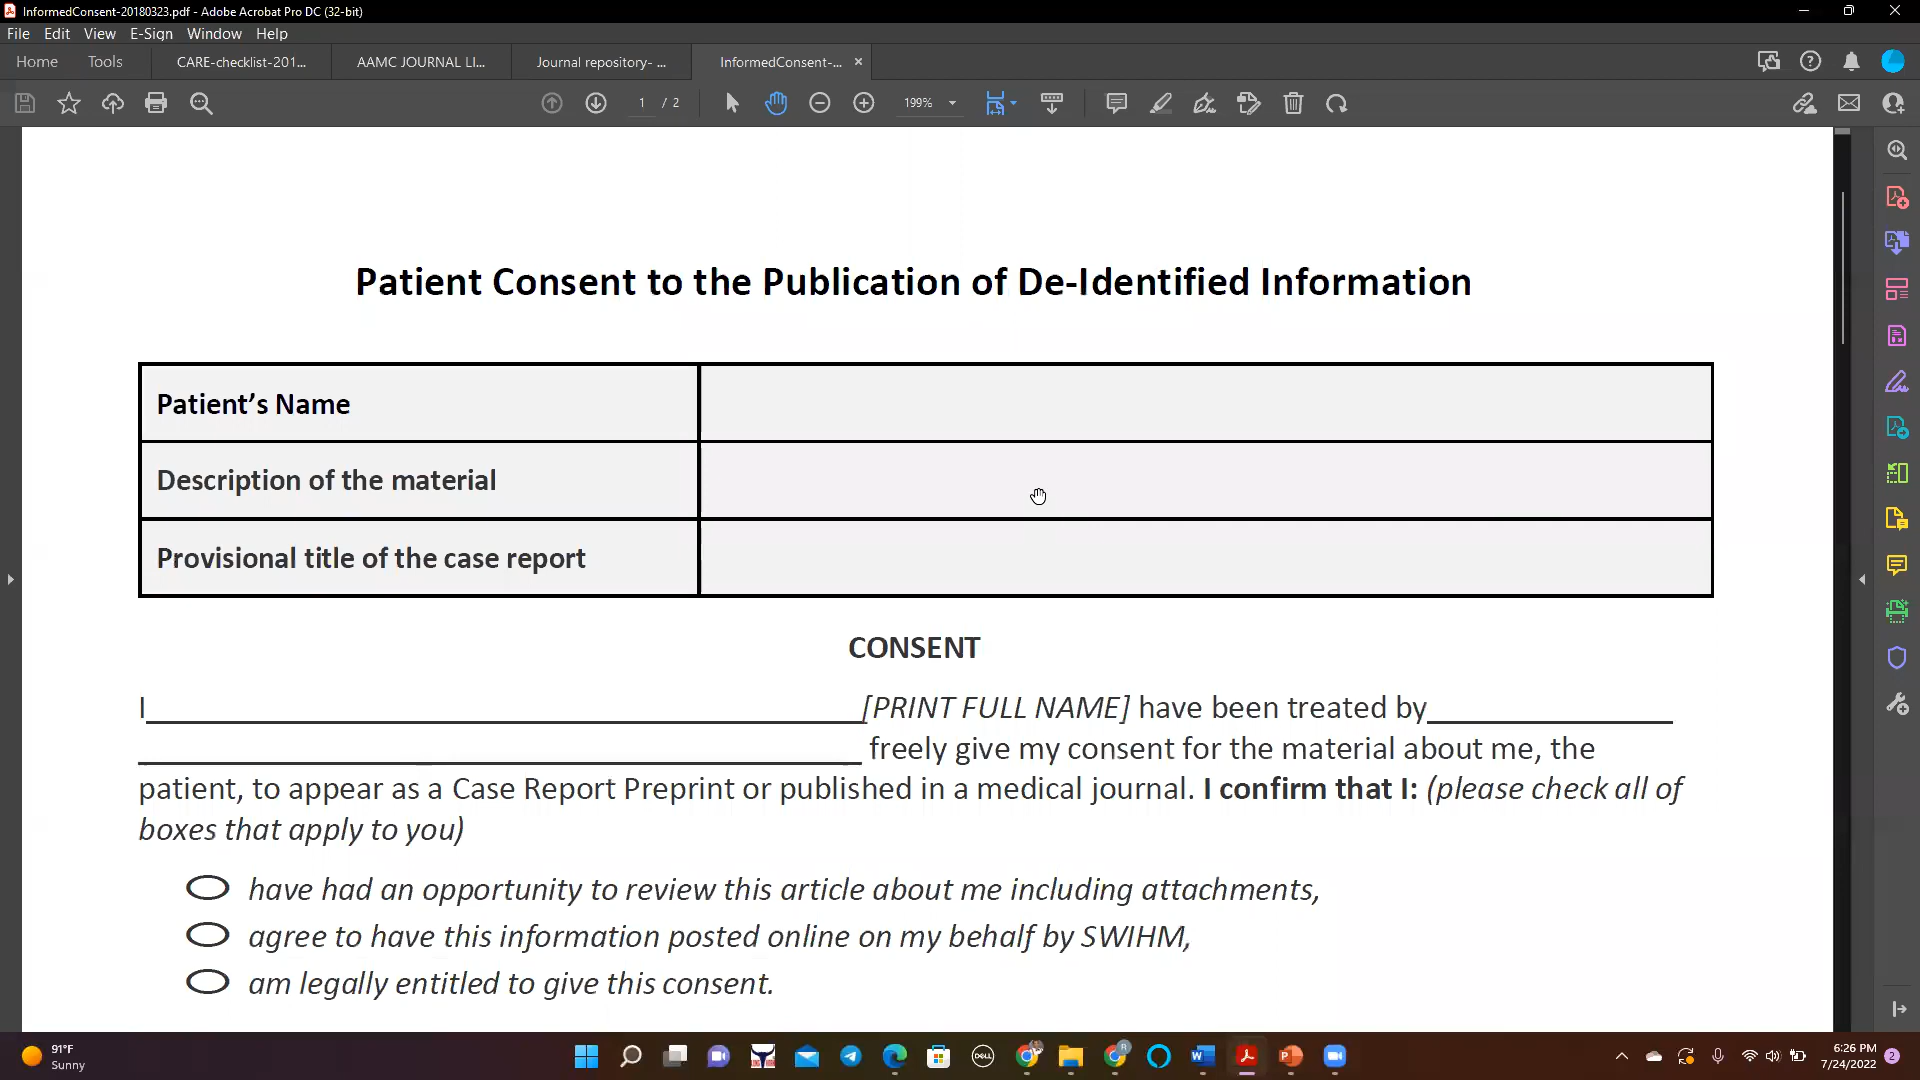 InformedConsent-20180323.pdf - Adobe Acrobat Pro DC (32-bit)
File Edit View E-Sign Window Help
Home Tools CARE-checklist-201... AAMC JOURNAL LI... Journal repository- ... InformedConsent-...
1 / 2 199%
Patient Consent to the Publication of De-Identified Information
Patient’s Name
Description of the material
Provisional title of the case report
CONSENT
I [PRINT FULL NAME] have been treated by
freely give my consent for the material about me, the
patient, to appear as a Case Report Preprint or published in a medical journal. I confirm that I: (please check all of
boxes that apply to you)
have had an opportunity to review this article about me including attachments,
agree to have this information posted online on my behalf by SWIHM,
am legally entitled to give this consent.
91°F
Sunny
DELL
R
6:26 PM
7/24/2022
2